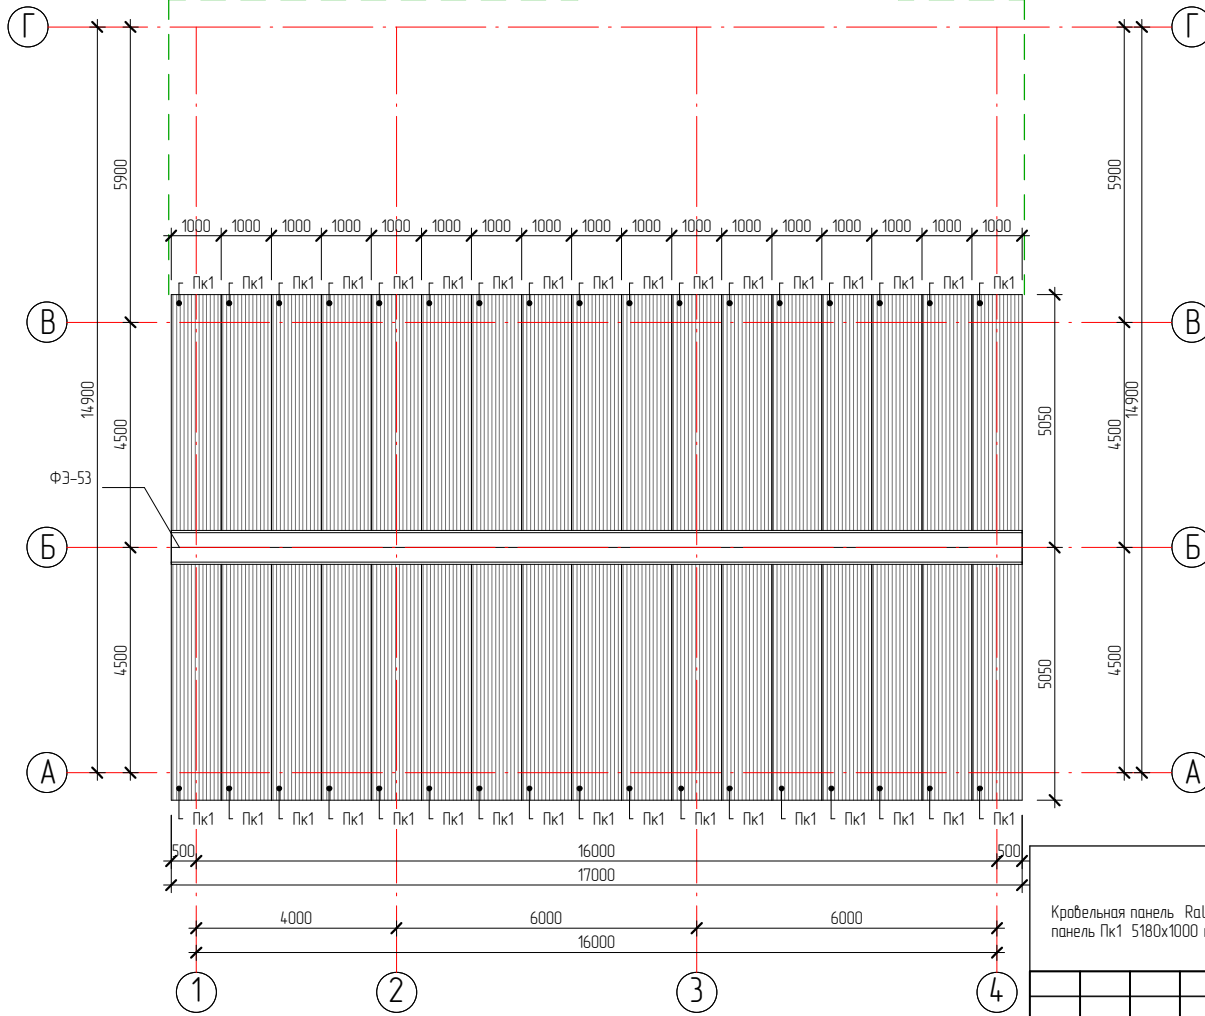 Г Г
5900 5900
1000 1000 1000 1000 1000 1000 1000 1000 1000 1000 1000 1000 1000 1000 1000 1000 1000
Пк1 Пк1 Пк1 Пк1 Пк1 Пк1 Пк1 Пк1 Пк1 Пк1 Пк1 Пк1 Пк1 Пк1 Пк1 Пк1 Пк1
В В
14900 14900
4500 5050 4500
ФЭ-53
Б Б
4500 5050 4500
А А
Пк1 Пк1 Пк1 Пк1 Пк1 Пк1 Пк1 Пк1 Пк1 Пк1 Пк1 Пк1 Пк1 Пк1 Пк1 Пк1 Пк1
500 16000 500
17000
4000 6000 6000
16000
1 2 3 4
Кровельная панель Ral
панель Пк1 5180х1000